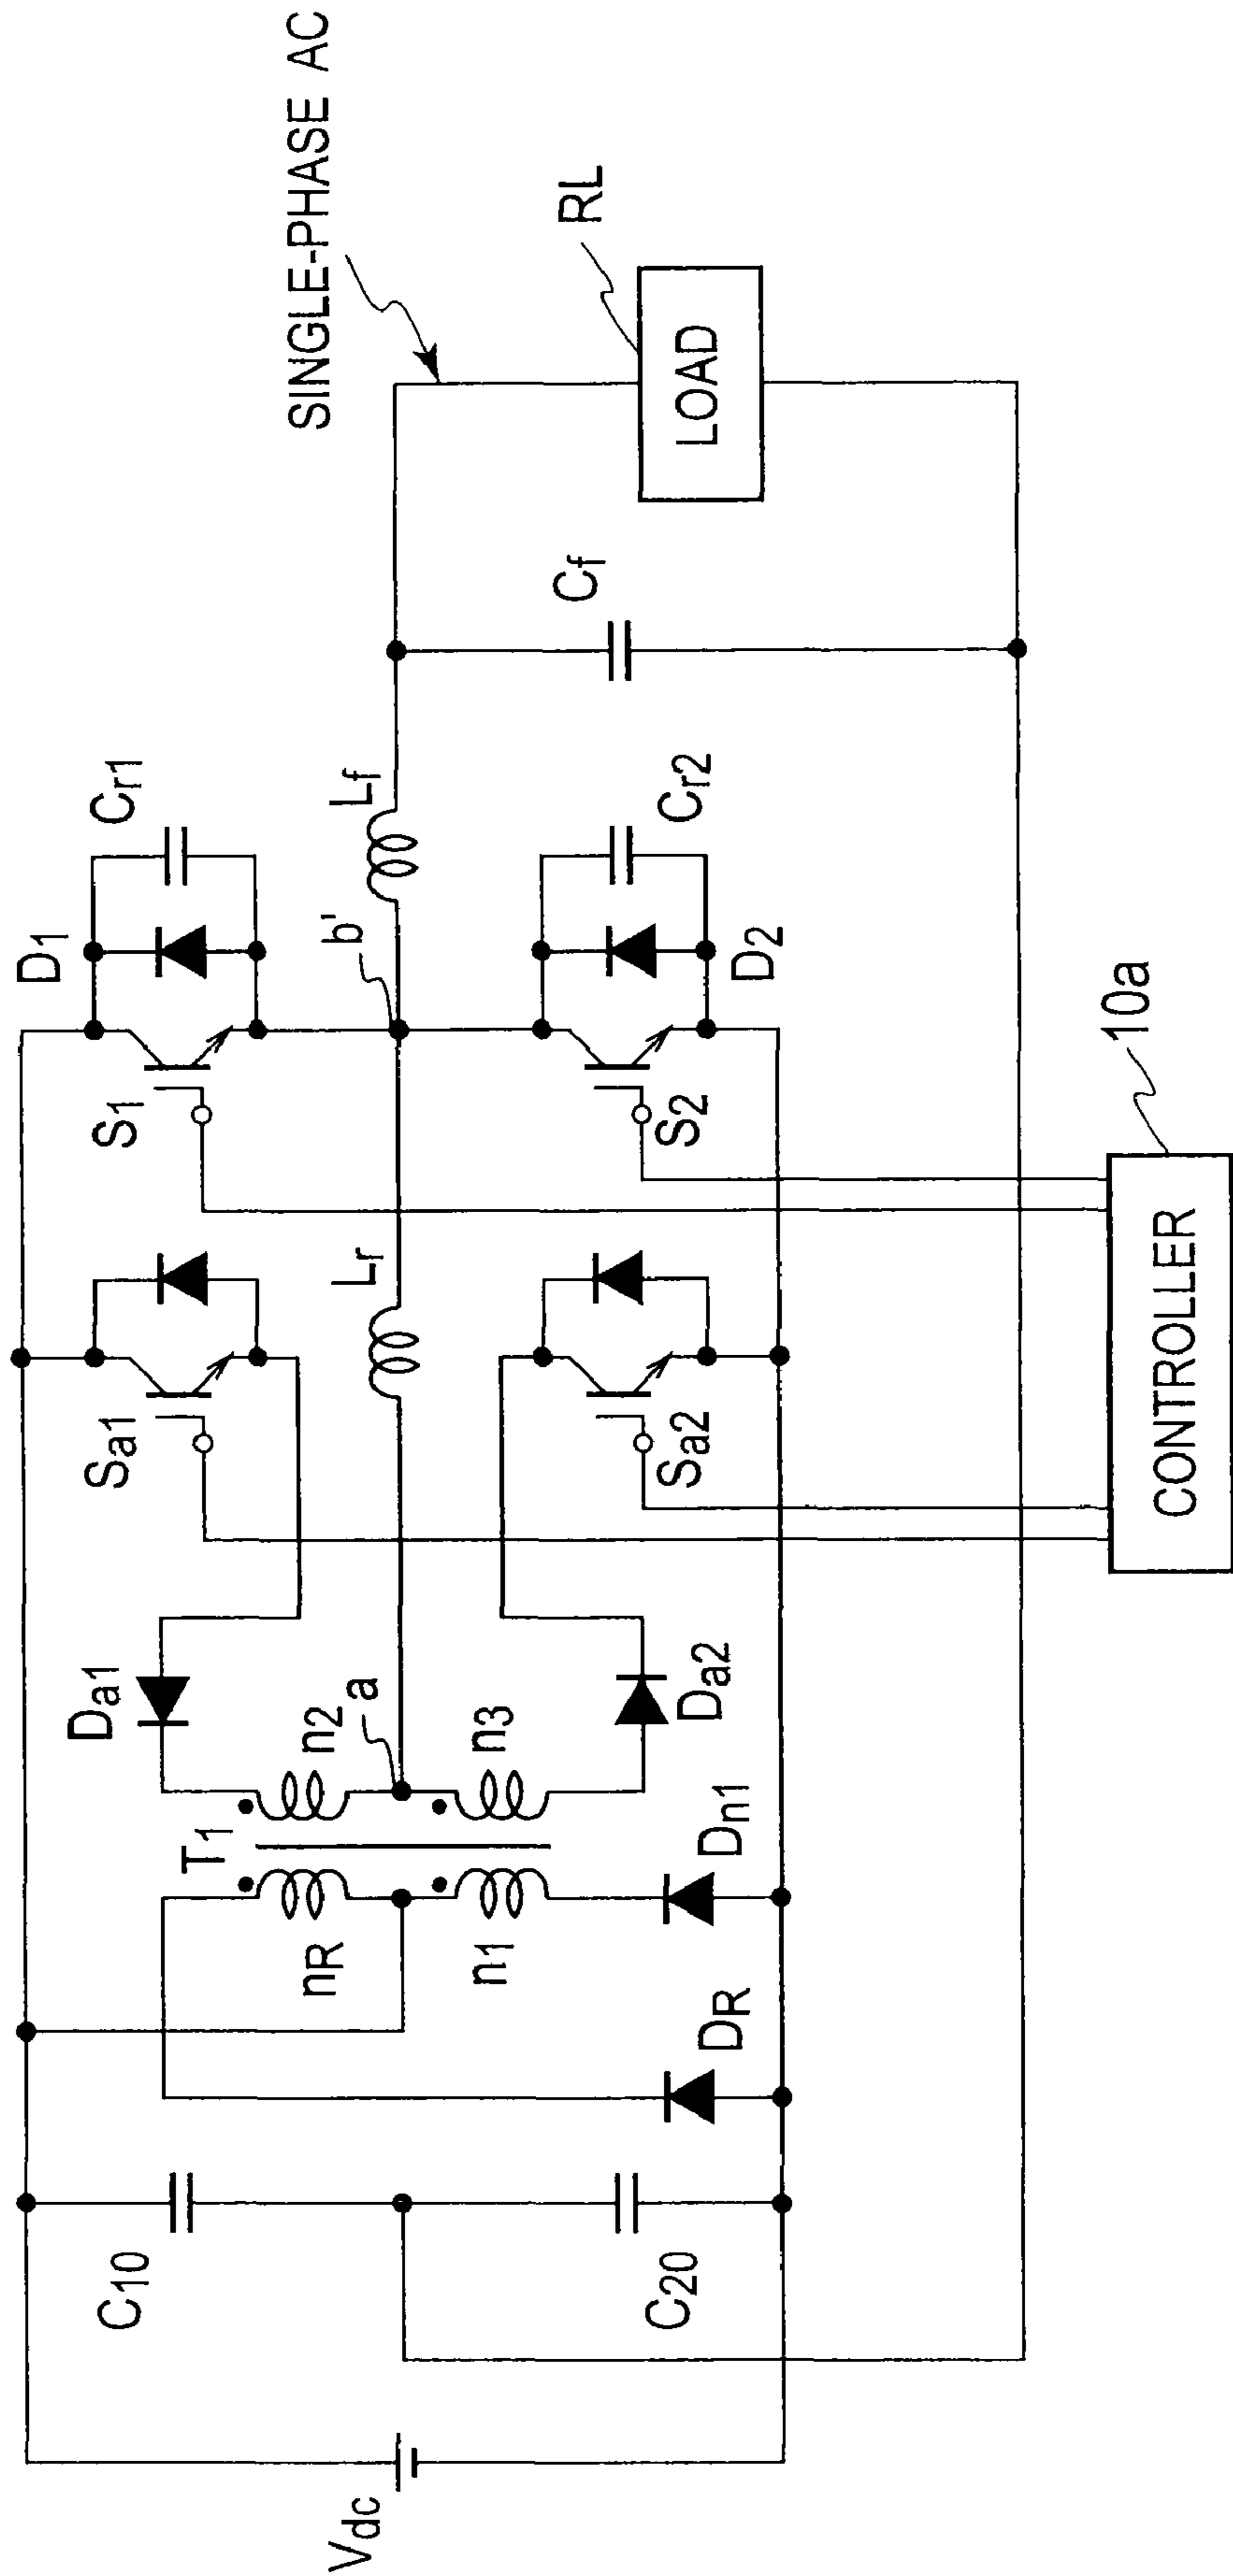 SINGLE-PHASE AC
RL
LOAD
Cf
Cr1
D1
Lf
b'
Cr2
D2
S1
S2
10a
Lr
Sa1
Sa2
CONTROLLER
Da1
a
n2
n3
Da2
T1
Dn1
nR
n1
DR
C10
C20
Vdc